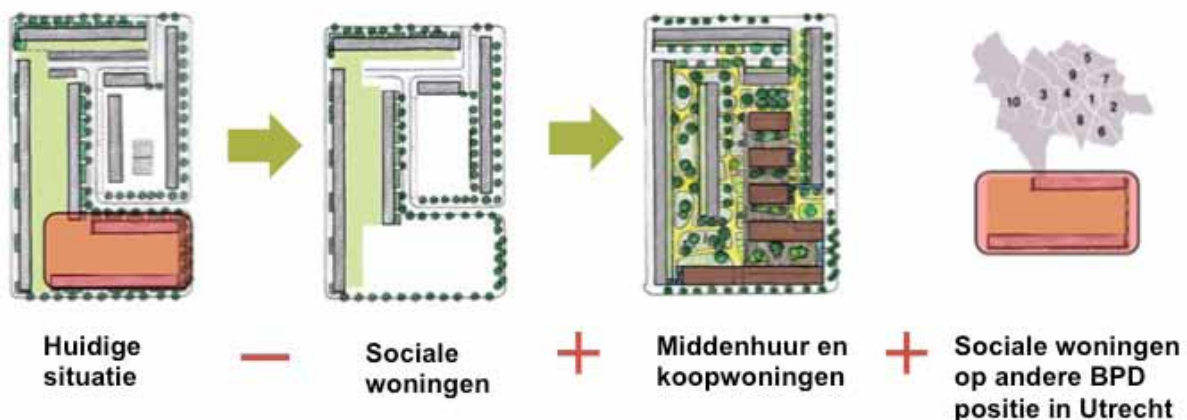 5
9
7
10
3
4
1
2
8
6
Huidige
situatie
—
Sociale
woningen
+
Middenhuur en
koopwoningen
+
Sociale woningen
op andere BPD
positie in Utrecht